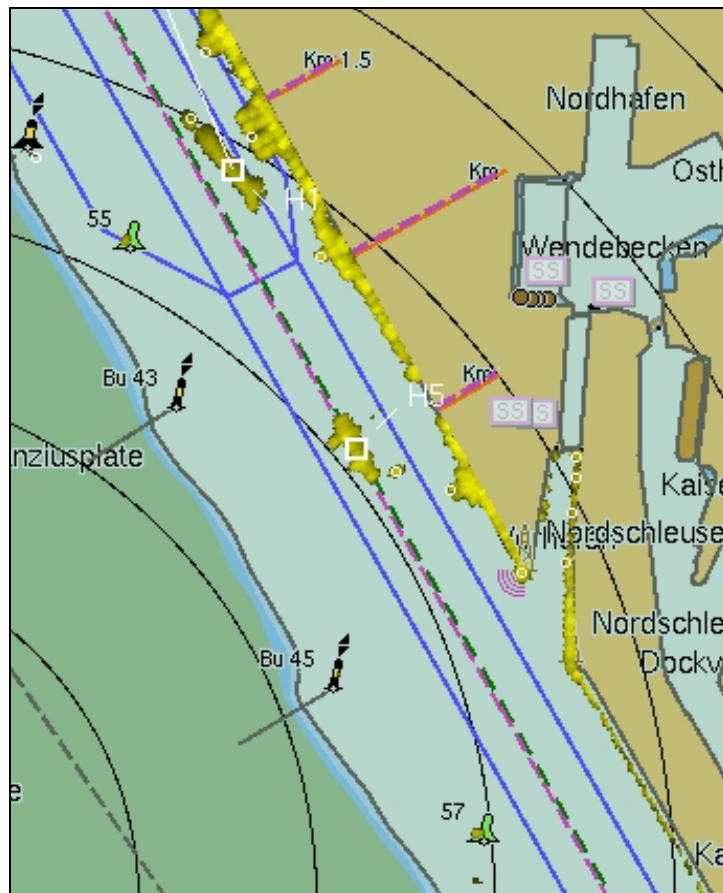 Km 1.5
Nordhafen
Km
Osth
H1
55
Wendebecken
SS
SS
Km
Bu 43
H5
SS
S
anziusplate
Kaise
Nordschleuse
Nordschle
Bu 45
Dockv
e
57
Ka